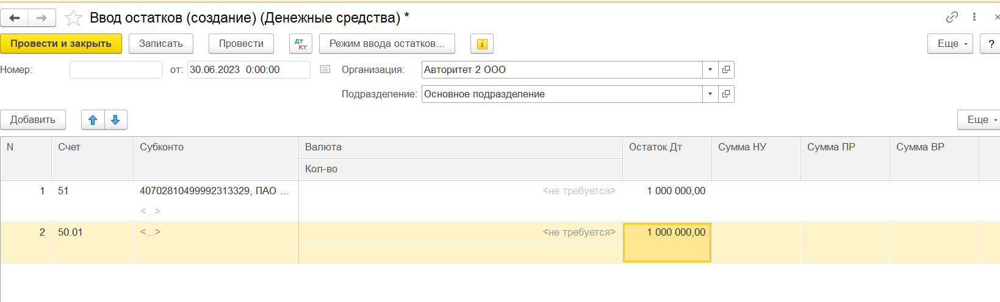 Ввод остатков (создание) (Денежные средства) *
Провести и закрыть Записать Провести Дт Кт Режим ввода остатков... Еще ?
Номер: от: 30.06.2023 0:00:00 Организация: Авторитет 2 ООО
Подразделение: Основное подразделение
Добавить Еще
N Счет Субконто Валюта Остаток Дт Сумма НУ Сумма ПР Сумма ВР
Кол-во
1 51 40702810499992313329, ПАО ... <не требуется> 1 000 000,00
<...>
2 50.01 <...> <не требуется> 1 000 000,00